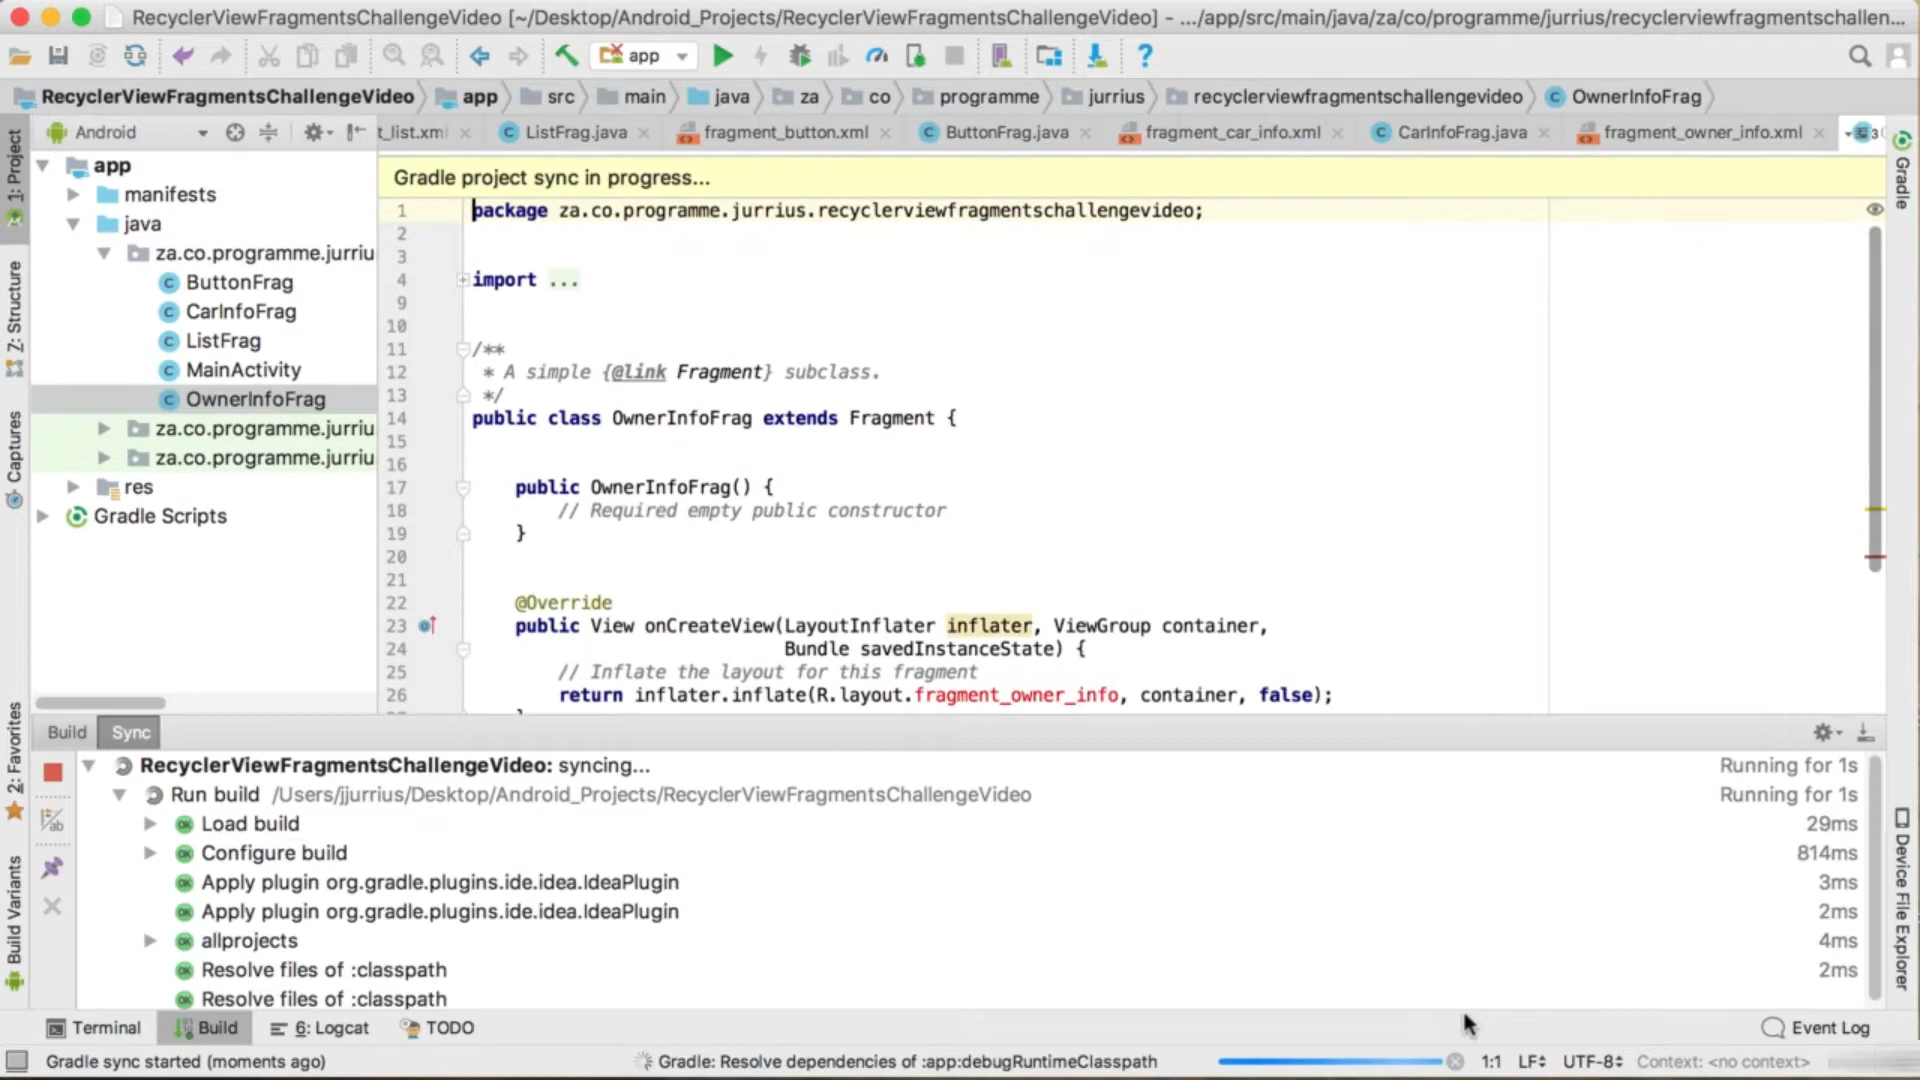 RecyclerViewFragmentsChallengeVideo [~/Desktop/Android_Projects/RecyclerViewFragmentsChallengeVideo] - .../app/src/main/java/za/co/programme/jurrius/recyclerviewfragmentschallen...
app
RecyclerViewFragmentsChallengeVideo app src main java za co programme jurrius recyclerviewfragmentschallengevideo OwnerInfoFrag
Android t_list.xml ListFrag.java fragment_button.xml ButtonFrag.java fragment_car_info.xml CarInfoFrag.java fragment_owner_info.xml 3
1: Project
Z: Structure
Captures
2: Favorites
Build Variants
app
manifests
java
za.co.programme.jurriu
ButtonFrag
CarInfoFrag
ListFrag
MainActivity
OwnerInfoFrag
za.co.programme.jurriu
za.co.programme.jurriu
res
Gradle Scripts
Gradle project sync in progress...
1 package za.co.programme.jurrius.recyclerviewfragmentschallengevideo;
2
3
4 import ...
9
10
11 /**
12 * A simple {@link Fragment} subclass.
13 */
14 public class OwnerInfoFrag extends Fragment {
15
16
17 public OwnerInfoFrag() {
18 // Required empty public constructor
19 }
20
21
22 @Override
23 public View onCreateView(LayoutInflater inflater, ViewGroup container,
24 Bundle savedInstanceState) {
25 // Inflate the layout for this fragment
26 return inflater.inflate(R.layout.fragment_owner_info, container, false);
Gradle
Device File Explorer
Build Sync
RecyclerViewFragmentsChallengeVideo: syncing... Running for 1s
Run build /Users/jjurrius/Desktop/Android_Projects/RecyclerViewFragmentsChallengeVideo Running for 1s
OK Load build 29ms
OK Configure build 814ms
OK Apply plugin org.gradle.plugins.ide.idea.IdeaPlugin 3ms
OK Apply plugin org.gradle.plugins.ide.idea.IdeaPlugin 2ms
OK allprojects 4ms
OK Resolve files of :classpath 2ms
OK Resolve files of :classpath
Terminal Build 6: Logcat TODO Event Log
Gradle sync started (moments ago) Gradle: Resolve dependencies of :app:debugRuntimeClasspath 1:1 LF UTF-8 Context: <no context>